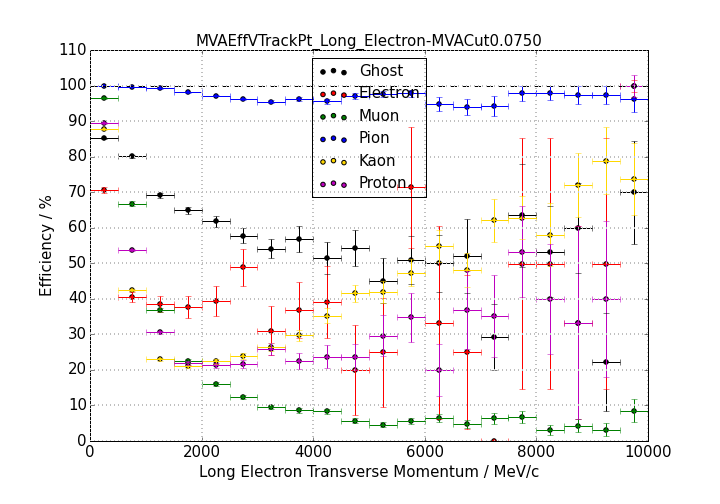 MVAEffVTrackPt_Long_Electron-MVACut0.0750
110
100
90
80
70
60
50
40
30
20
10
0
Efficiency / %
Ghost
Electron
Muon
Pion
Kaon
Proton
0 2000 4000 6000 8000 10000
Long Electron Transverse Momentum / MeV/c